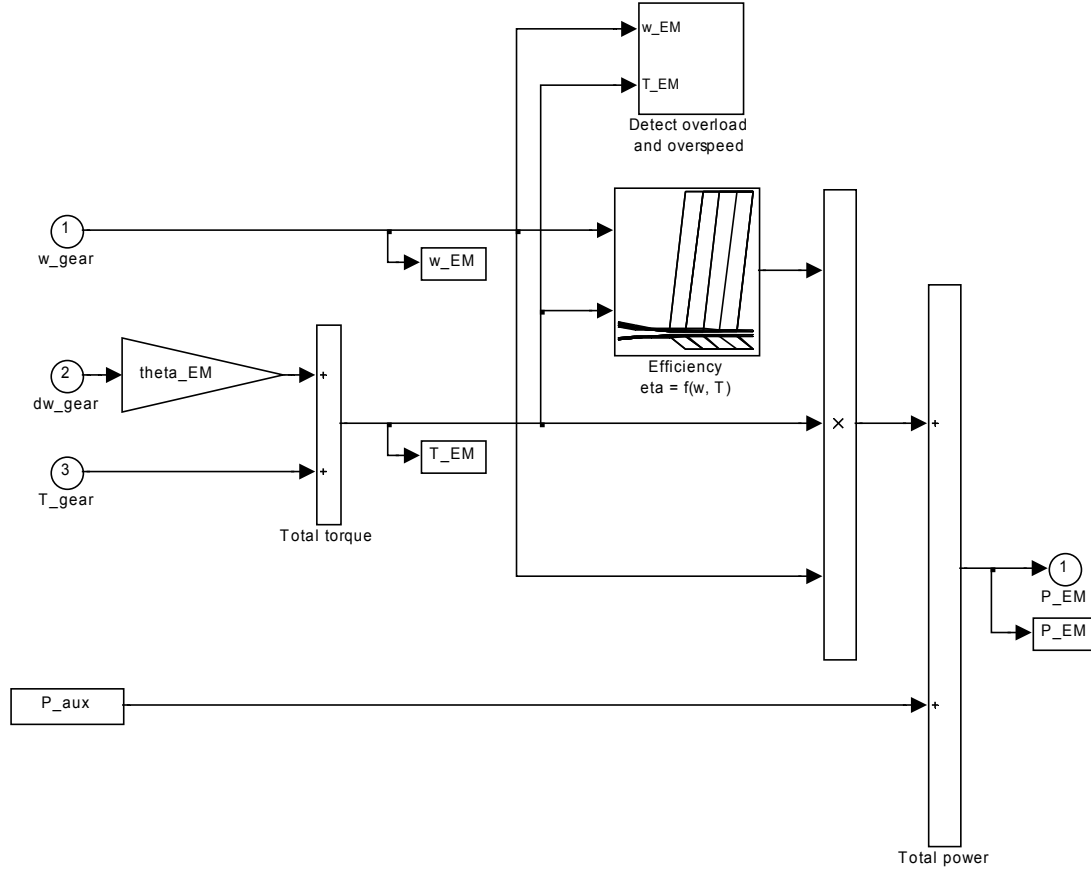 w_EM
T_EM
Detect overload
and overspeed
1
w_gear
w_EM
Efficiency
eta = f(w, T)
2
dw_gear
theta_EM
+
3
T_gear
+
Total torque
T_EM
×
+
1
P_EM
P_EM
P_aux
+
Total power